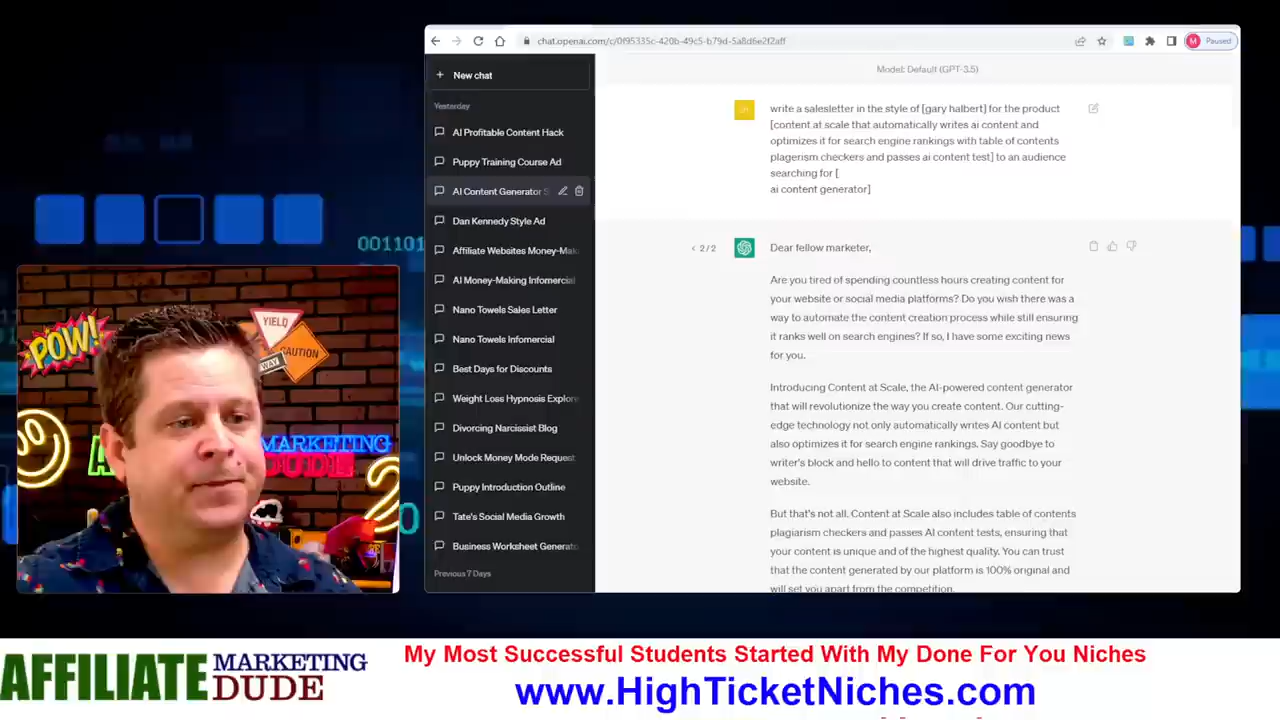 chat.openai.com/c/0f95335c-420b-49c5-b79d-5a8d6e2f2aff
M Paused
New chat
Model: Default (GPT-3.5)
Yesterday
AI Profitable Content Hack
Puppy Training Course Ad
AI Content Generator S
Dan Kennedy Style Ad
Affiliate Websites Money-Mak
AI Money-Making Infomercial
Nano Towels Sales Letter
Nano Towels Infomercial
Best Days for Discounts
Weight Loss Hypnosis Explore
Divorcing Narcissist Blog
Unlock Money Mode Request
Puppy Introduction Outline
Tate's Social Media Growth
Business Worksheet Generato
Previous 7 Days
write a salesletter in the style of [gary halbert] for the product
[content at scale that automatically writes ai content and
optimizes it for search engine rankings with table of contents
plagerism checkers and passes ai content test] to an audience
searching for [
ai content generator]
2/2
Dear fellow marketer,
Are you tired of spending countless hours creating content for
your website or social media platforms? Do you wish there was a
way to automate the content creation process while still ensuring
it ranks well on search engines? If so, I have some exciting news
for you.
Introducing Content at Scale, the AI-powered content generator
that will revolutionize the way you create content. Our cutting-
edge technology not only automatically writes AI content but
also optimizes it for search engine rankings. Say goodbye to
writer's block and hello to content that will drive traffic to your
website.
But that's not all. Content at Scale also includes table of contents
plagiarism checkers and passes AI content tests, ensuring that
your content is unique and of the highest quality. You can trust
that the content generated by our platform is 100% original and
will set you apart from the competition.
001101
POW!
YIELD
CAUTION
WAY
A
MARKETING
DUDE
2
0
AFFILIATE MARKETING
DUDE
My Most Successful Students Started With My Done For You Niches
www.HighTicketNiches.com